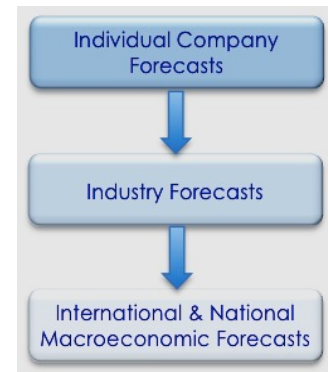 Individual Company
Forecasts
Industry Forecasts
International & National
Macroeconomic Forecasts